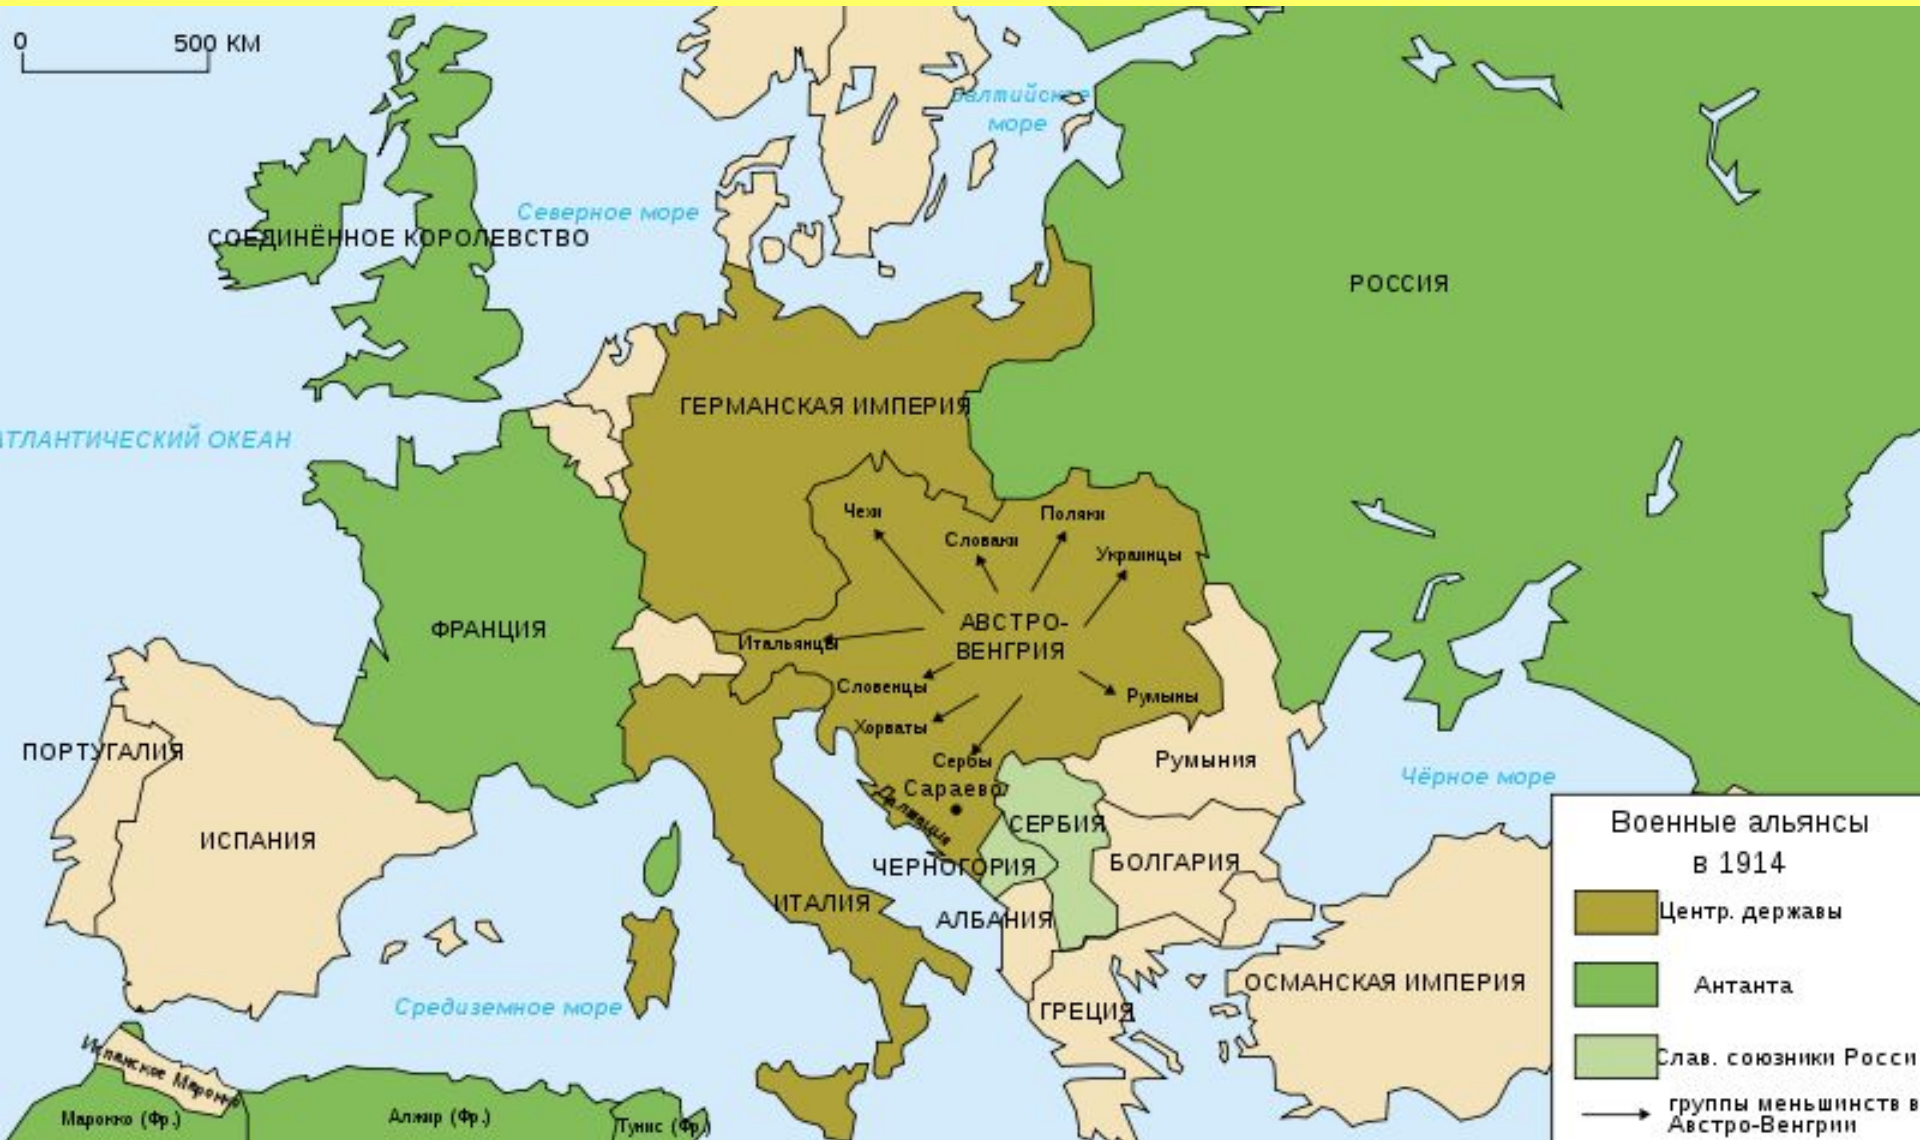 0 500 КМ
Балтийское
море
Северное море
СОЕДИНЁННОЕ КОРОЛЕВСТВО
РОССИЯ
ГЕРМАНСКАЯ ИМПЕРИЯ
АТЛАНТИЧЕСКИЙ ОКЕАН
Чехи
Поляки
Словаки
Украинцы
ФРАНЦИЯ
АВСТРО-
ВЕНГРИЯ
Итальянцы
Словенцы
Румыны
Хорваты
ПОРТУГАЛИЯ
Сербы
Румыния
Чёрное море
Сараево
Далмация
СЕРБИЯ
ИСПАНИЯ
ЧЕРНОГОРИЯ
БОЛГАРИЯ
ИТАЛИЯ
АЛБАНИЯ
ОСМАНСКАЯ ИМПЕРИЯ
Средиземное море
ГРЕЦИЯ
Испанское Марокко
Марокко (Фр.)
Алжир (Фр.)
Тунис (Фр.)
Военные альянсы
в 1914
Центр. державы
Антанта
Слав. союзники Росси
группы меньшинств в
Австро-Венгрии